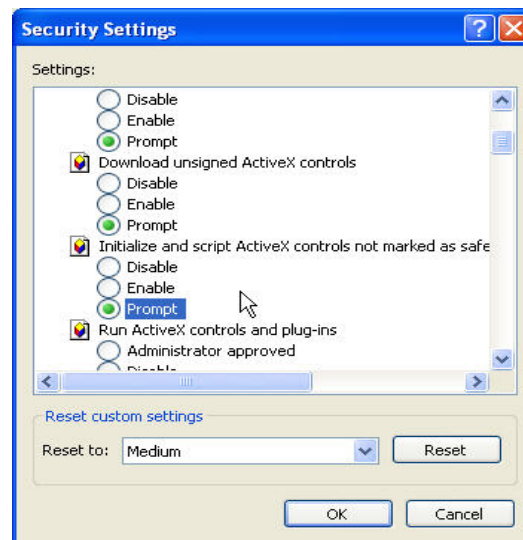 Security Settings
Settings:
Disable
Enable
Prompt
Download unsigned ActiveX controls
Disable
Enable
Prompt
Initialize and script ActiveX controls not marked as safe
Disable
Enable
Prompt
Run ActiveX controls and plug-ins
Administrator approved
Reset custom settings
Reset to: Medium Reset
OK Cancel